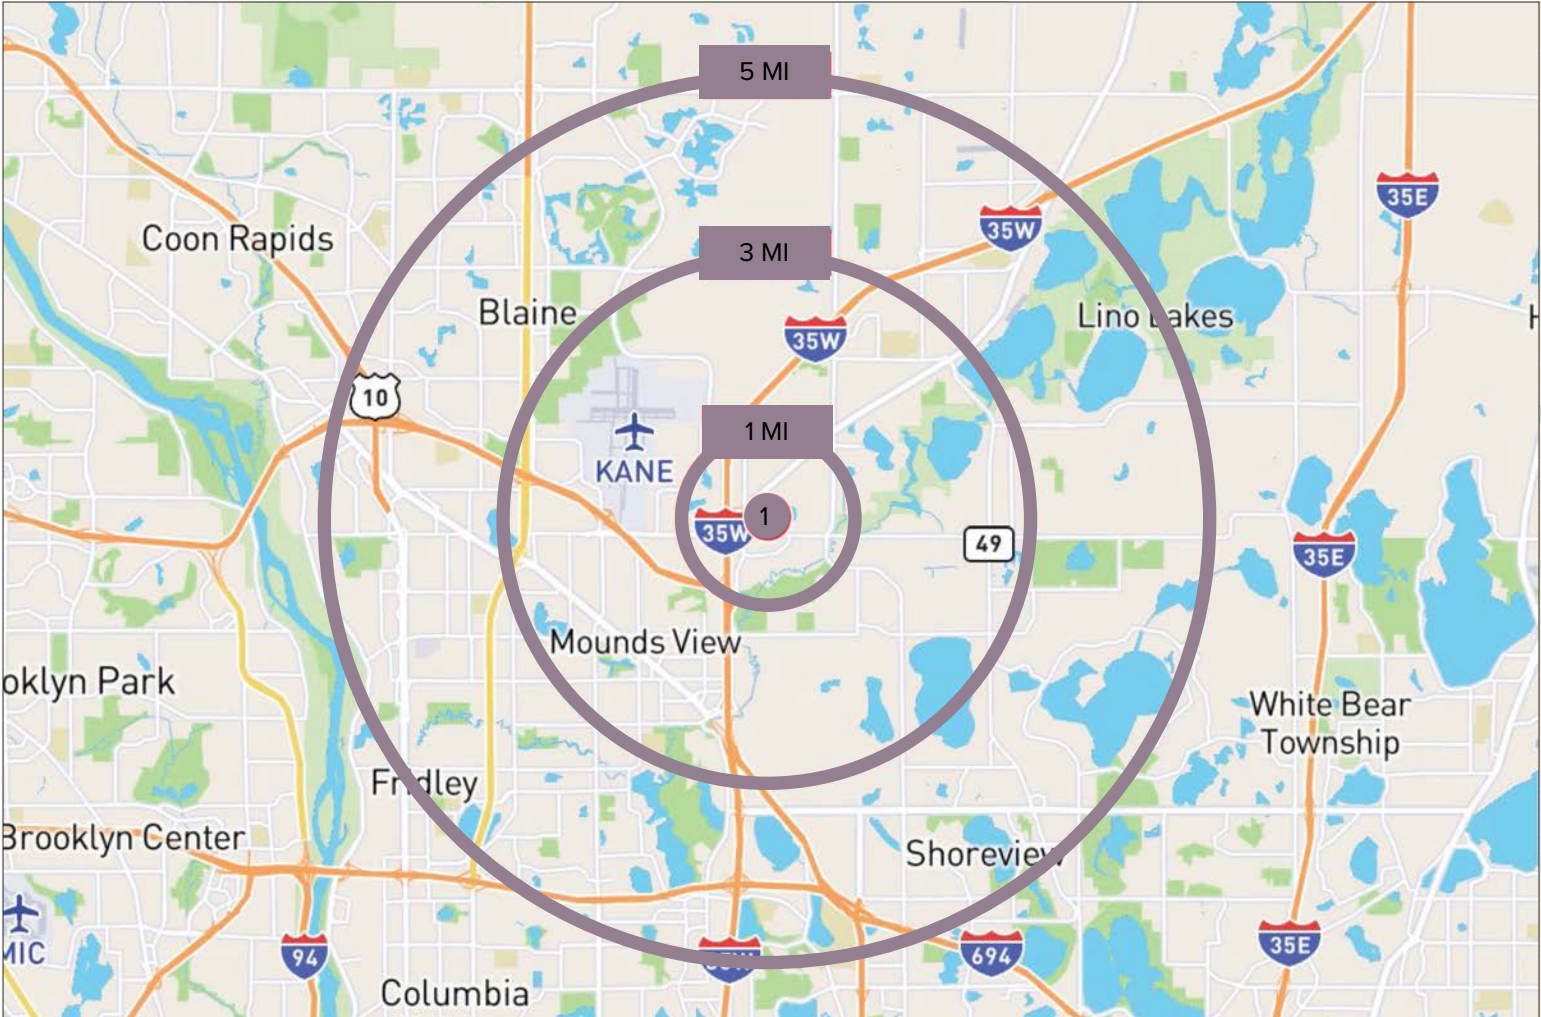 5 MI
35E
35W
Coon Rapids
3 MI
Blaine
Lino Lakes
35W
10
1 MI
KANE
1
35W
49
35E
Mounds View
oklyn Park
White Bear
Township
Fridley
Brooklyn Center
Shoreview
MIC
94
35W
694
35E
Columbia
H